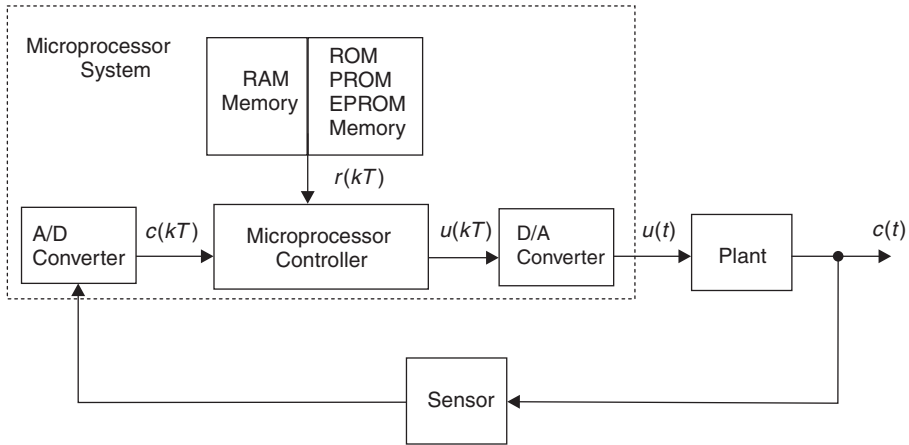 Microprocessor
System
RAM
Memory
ROM
PROM
EPROM
Memory
r(kT)
A/D
Converter
c(kT)
Microprocessor
Controller
u(kT)
D/A
Converter
u(t)
Plant
c(t)
Sensor